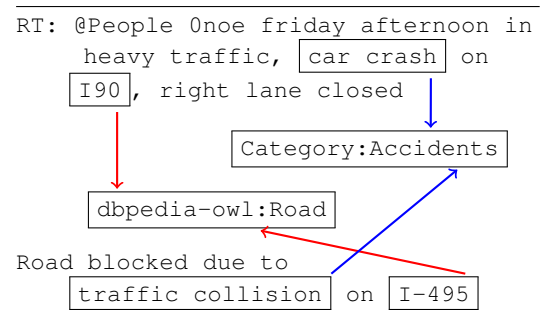 RT: @People 0noe friday afternoon in
heavy traffic, car crash on
I90, right lane closed
Category:Accidents
dbpedia-owl:Road
Road blocked due to
traffic collision on I-495